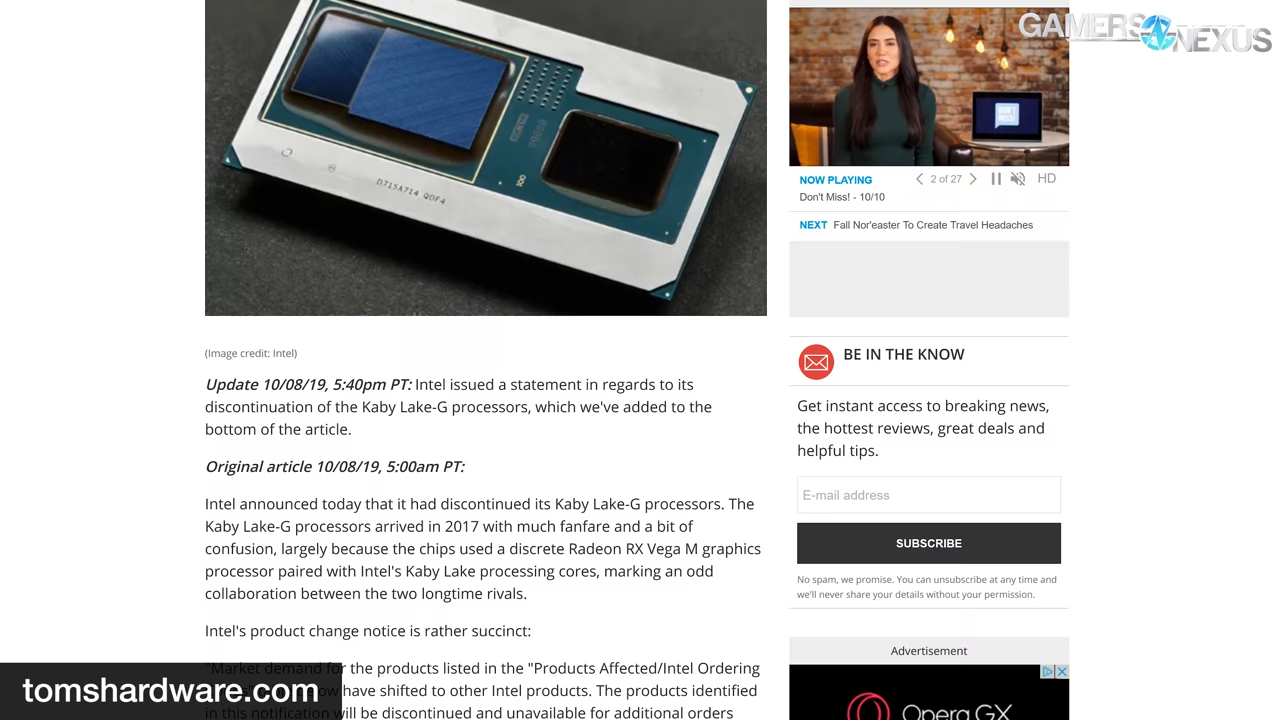 GAMERS NEXUS
D715A714 QDF4
DON'T
MISS!
NOW PLAYING
2 of 27
HD
Don't Miss! - 10/10
NEXT Fall Nor'easter To Create Travel Headaches
(Image credit: Intel)
Update 10/08/19, 5:40pm PT: Intel issued a statement in regards to its
discontinuation of the Kaby Lake-G processors, which we've added to the
bottom of the article.
Original article 10/08/19, 5:00am PT:
Intel announced today that it had discontinued its Kaby Lake-G processors. The
Kaby Lake-G processors arrived in 2017 with much fanfare and a bit of
confusion, largely because the chips used a discrete Radeon RX Vega M graphics
processor paired with Intel's Kaby Lake processing cores, marking an odd
collaboration between the two longtime rivals.
Intel's product change notice is rather succinct:
"Market demand for the products listed in the "Products Affected/Intel Ordering
have shifted to other Intel products. The products identified
in this notification will be discontinued and unavailable for additional orders
BE IN THE KNOW
Get instant access to breaking news,
the hottest reviews, great deals and
helpful tips.
E-mail address
SUBSCRIBE
No spam, we promise. You can unsubscribe at any time and
we'll never share your details without your permission.
Advertisement
Opera GX
tomshardware.com